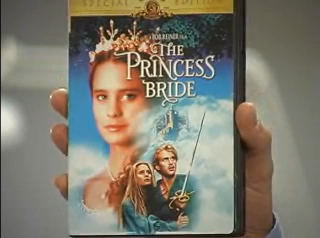 SPECIAL EDITION
A ROB REINER FILM
THE
PRINCESS
BRIDE